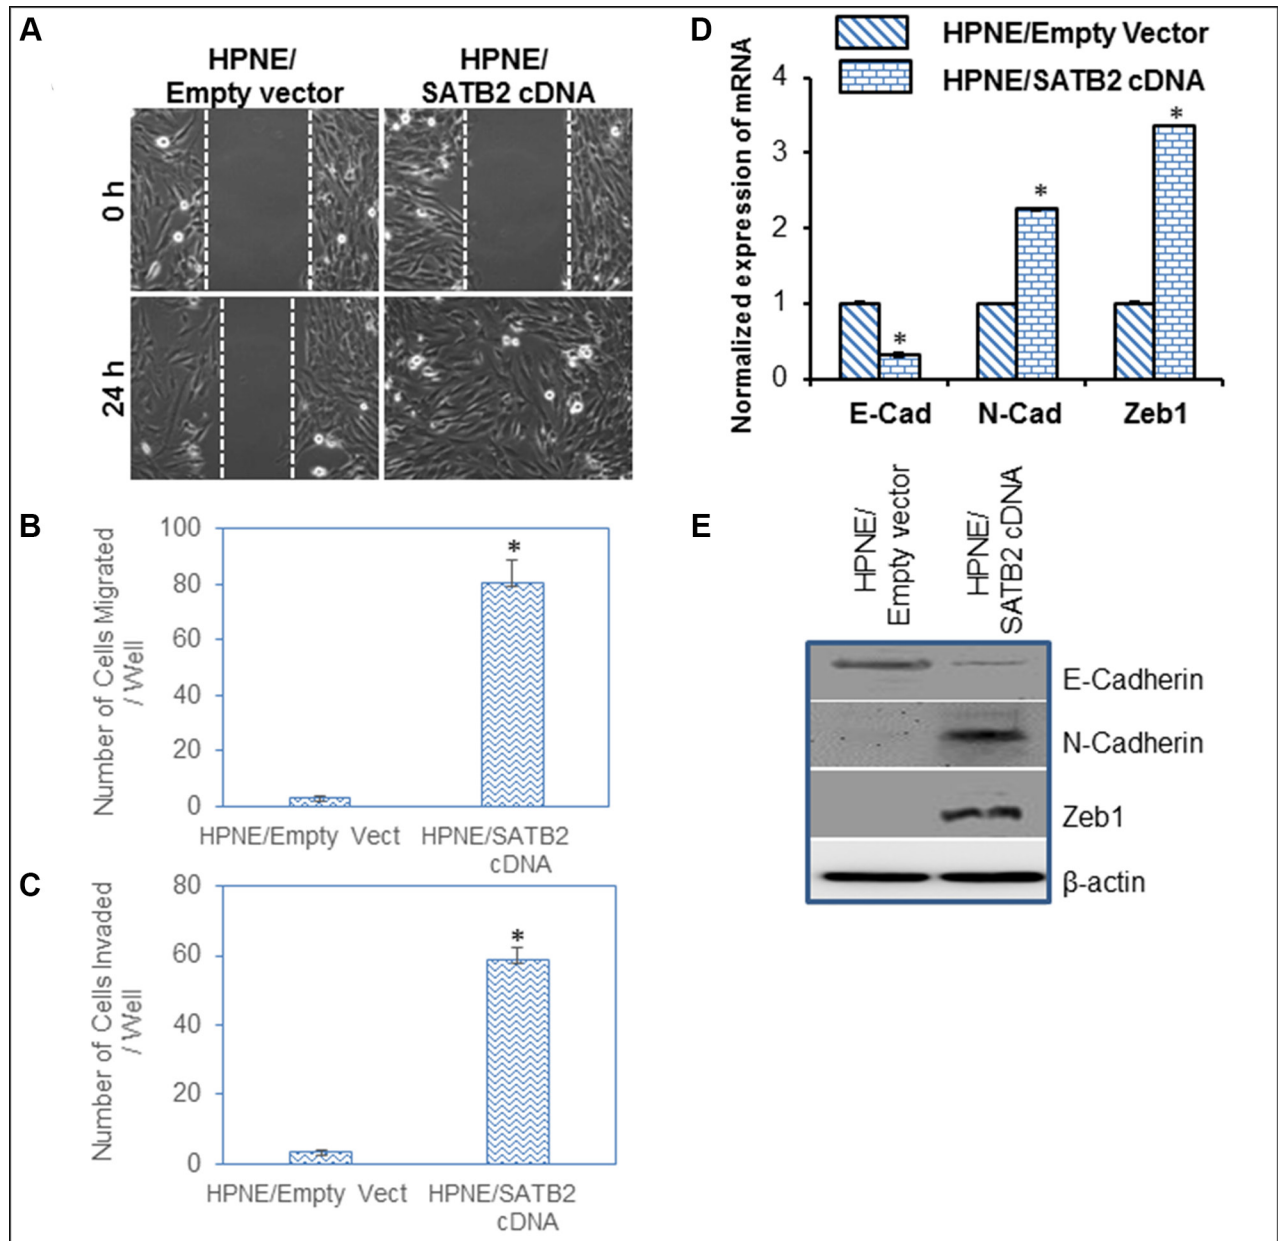 A
HPNE/
Empty vector
HPNE/
SATB2 cDNA
0 h
24 h
B
100
80
60
40
20
0
Number of Cells Migrated
/ Well
*
HPNE/Empty Vect
HPNE/SATB2
cDNA
C
80
60
40
20
0
Number of Cells Invaded
/ Well
*
HPNE/Empty Vect
HPNE/SATB2
cDNA
D
HPNE/Empty Vector
HPNE/SATB2 cDNA
Normalized expression of mRNA
4
3
2
1
0
*
*
*
E-Cad
N-Cad
Zeb1
E
HPNE/
Empty vector
HPNE/
SATB2 cDNA
E-Cadherin
N-Cadherin
Zeb1
β-actin